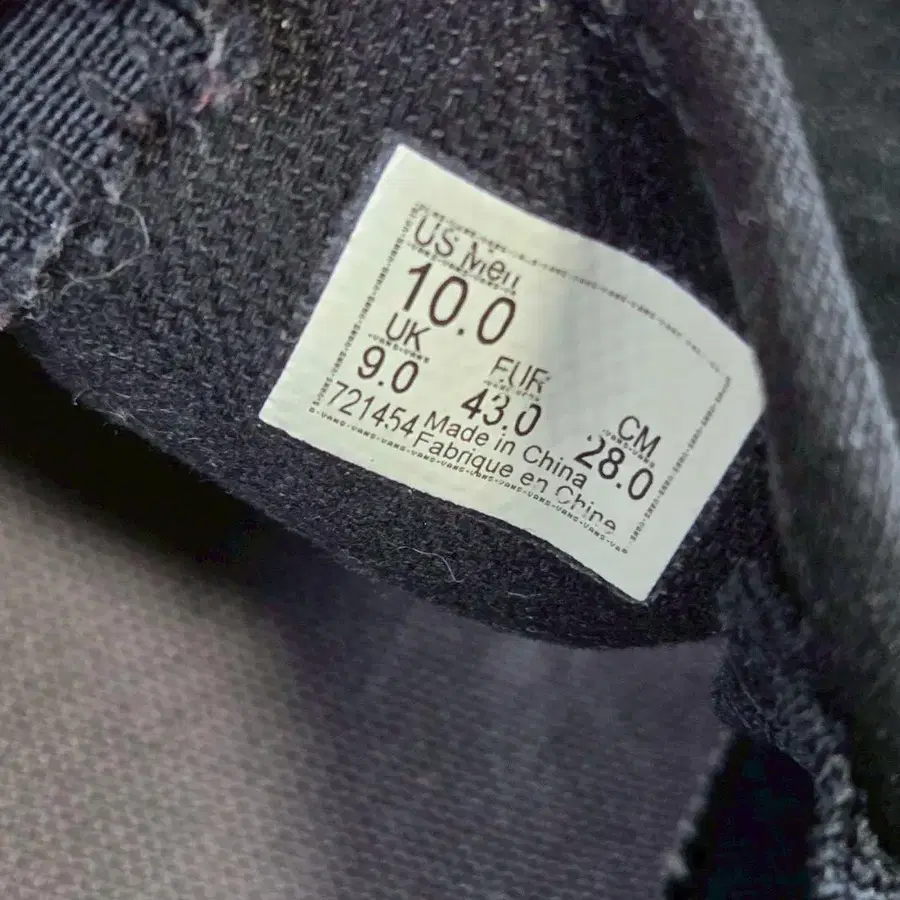 US Men
10.0
UK EUR CM
9.0 43.0 28.0
721454 Made in China
Fabrique en Chine